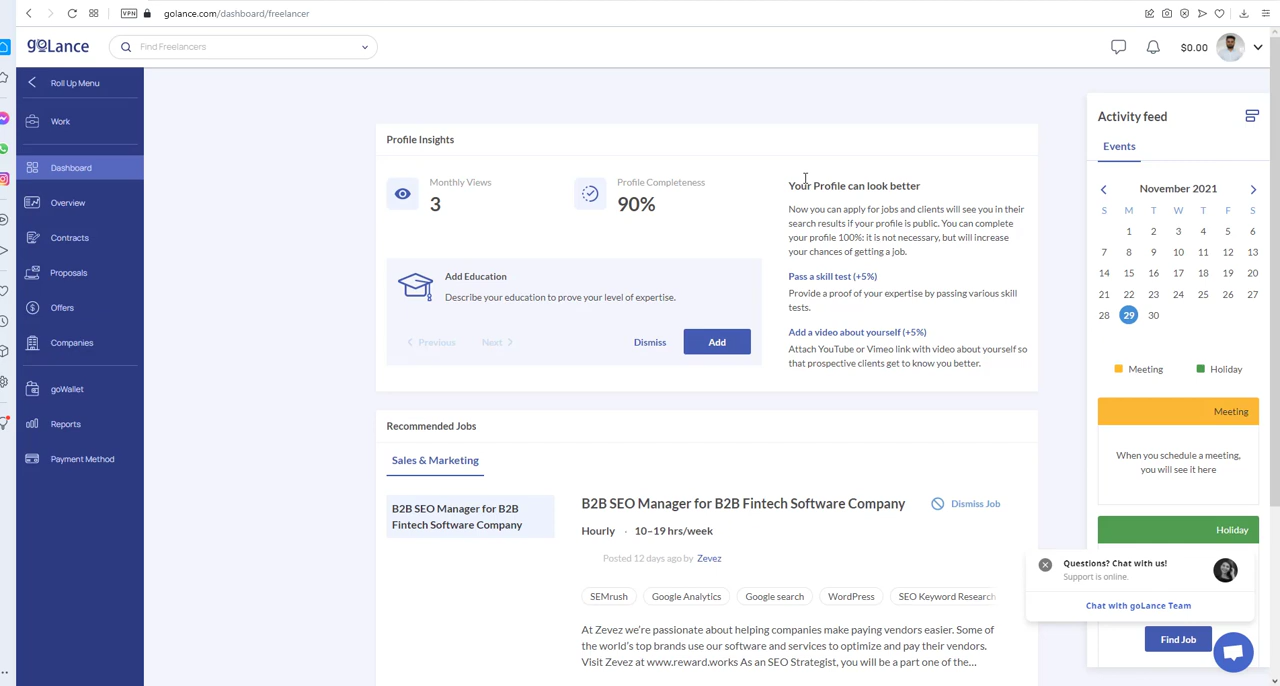 VPN
golance.com/dashboard/freelancer
goLance
Find Freelancers
$0.00
Roll Up Menu
Work
Dashboard
Overview
Contracts
Proposals
Offers
Companies
goWallet
Reports
Payment Method
Profile Insights
Monthly Views
3
Profile Completeness
90%
Add Education
Describe your education to prove your level of expertise.
Previous
Next
Dismiss
Add
Your Profile can look better
Now you can apply for jobs and clients will see you in their
search results if your profile is public. You can complete
your profile 100%: it is not necessary, but will increase
your chances of getting a job.
Pass a skill test (+5%)
Provide a proof of your expertise by passing various skill
tests.
Add a video about yourself (+5%)
Attach YouTube or Vimeo link with video about yourself so
that prospective clients get to know you better.
Recommended Jobs
Sales & Marketing
B2B SEO Manager for B2B
Fintech Software Company
B2B SEO Manager for B2B Fintech Software Company
Dismiss Job
Hourly · 10–19 hrs/week
Posted 12 days ago by Zevez
SEMrush
Google Analytics
Google search
WordPress
SEO Keyword Research
At Zevez we're passionate about helping companies make paying vendors easier. Some of
the world's top brands use our software and services to optimize and pay their vendors.
Visit Zevez at www.reward.works As an SEO Strategist, you will be a part one of the...
Activity feed
Events
November 2021
S M T W T F S
1 2 3 4 5 6
7 8 9 10 11 12 13
14 15 16 17 18 19 20
21 22 23 24 25 26 27
28 29 30
Meeting
Holiday
Meeting
When you schedule a meeting,
you will see it here
Holiday
Questions? Chat with us!
Support is online.
Chat with goLance Team
Find Job